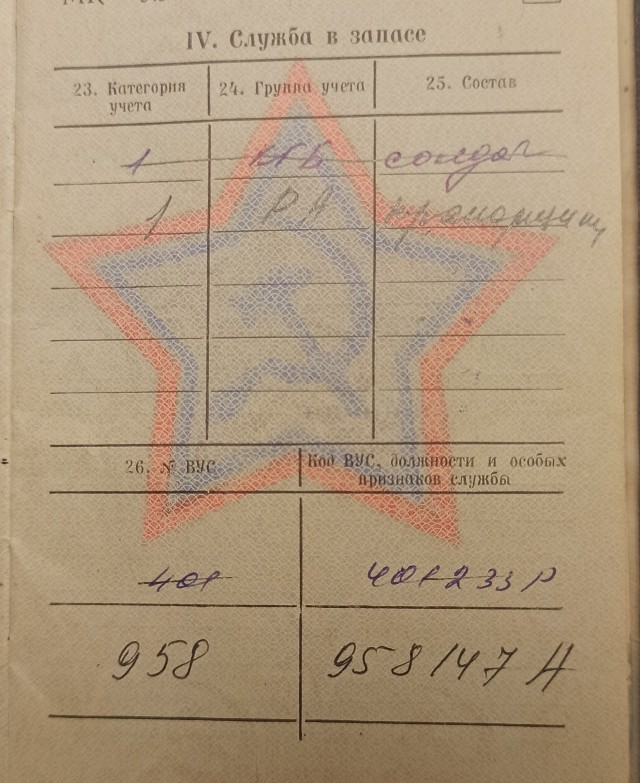 IV. Служба в запасе
23. Категория учета
24. Группа учета
25. Состав
1 солдат
1 РА
26. № ВУС
Код ВУС, должности и особых признаков службы
401 401233 Р
958 958147 Н